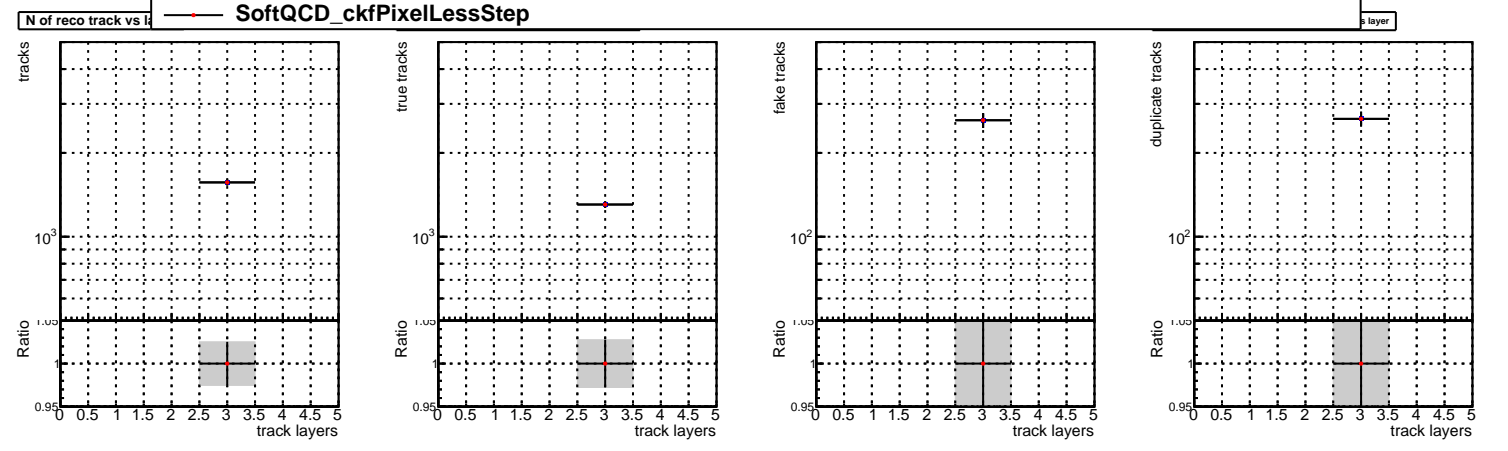 SoftQCD_ckfPixelLessStep
N of reco track vs la
s layer
tracks
10³
Ratio
1.05
1
0.95
0 0.5 1 1.5 2 2.5 3 3.5 4 4.5 5
track layers
true tracks
10³
Ratio
1.05
1
0.95
0 0.5 1 1.5 2 2.5 3 3.5 4 4.5 5
track layers
fake tracks
10²
Ratio
1.05
1
0.95
0 0.5 1 1.5 2 2.5 3 3.5 4 4.5 5
track layers
duplicate tracks
10²
Ratio
1.05
1
0.95
0 0.5 1 1.5 2 2.5 3 3.5 4 4.5 5
track layers